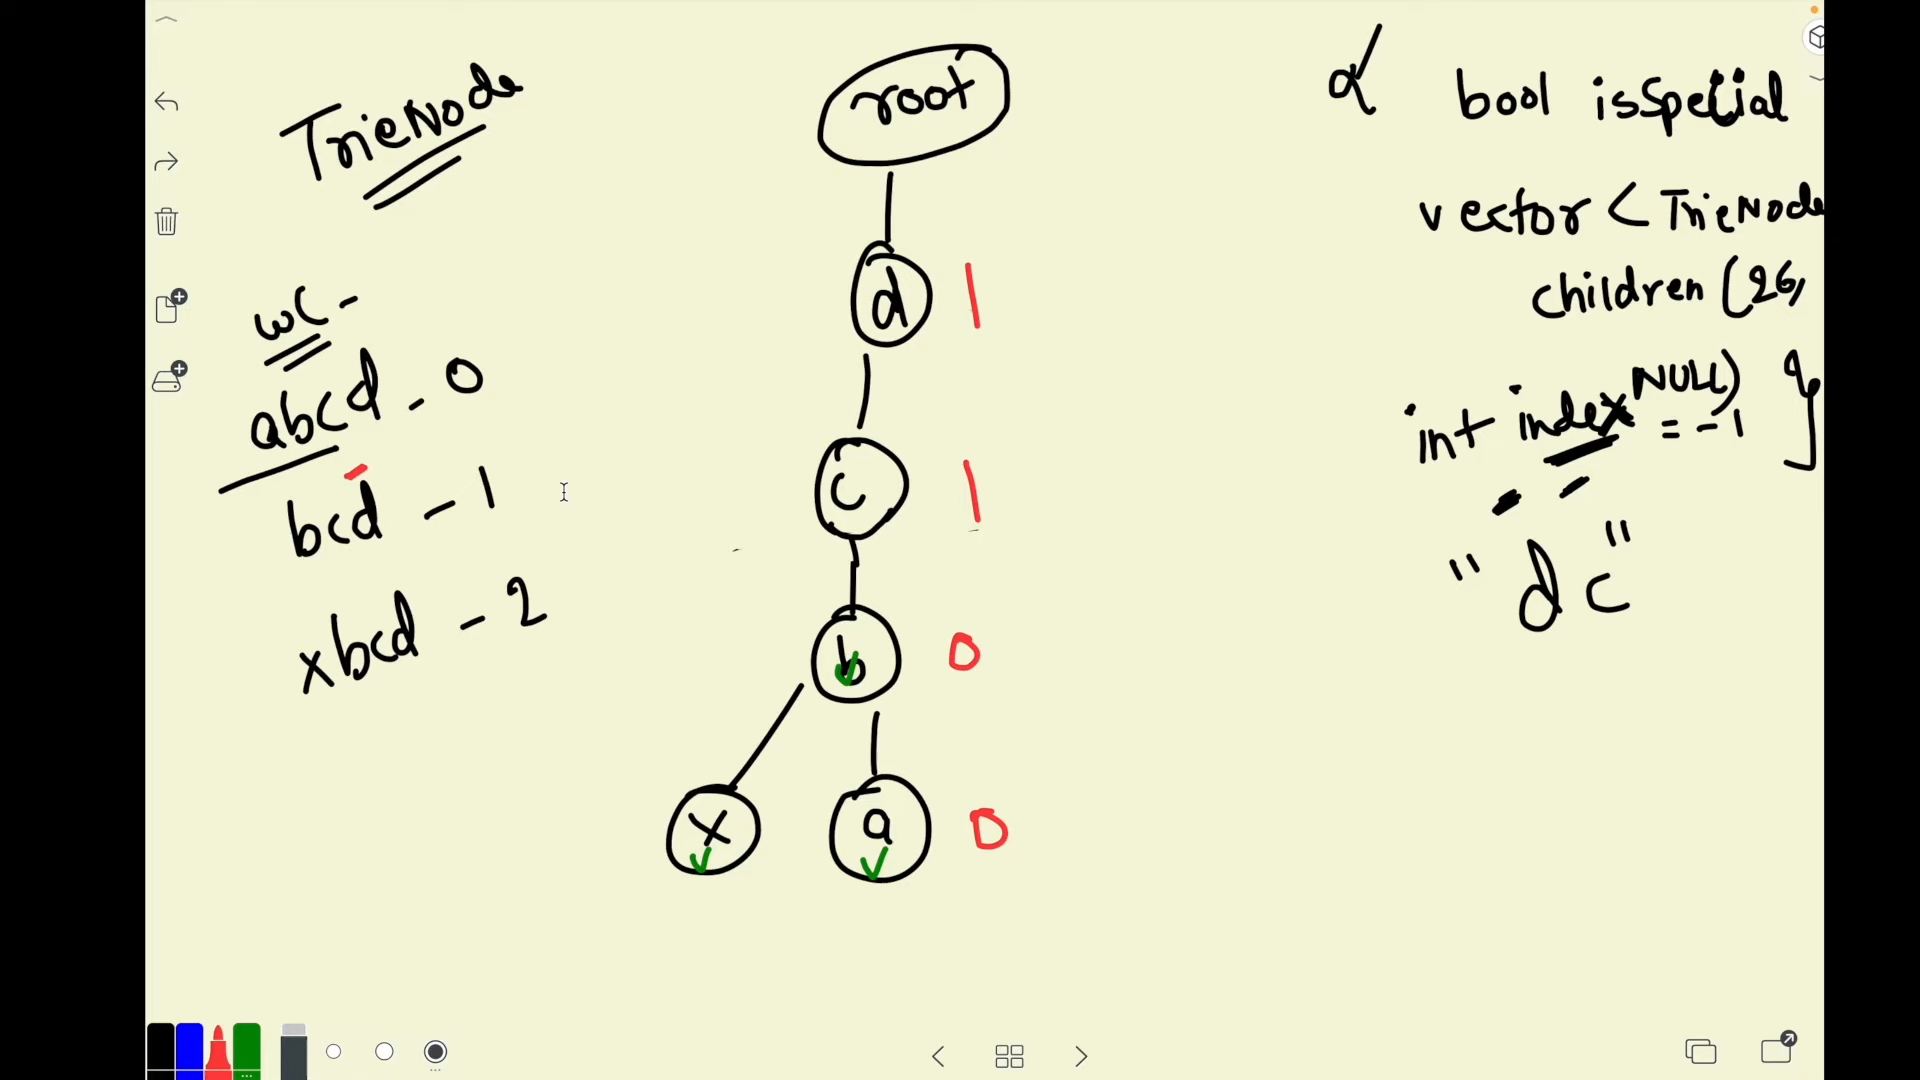 TrieNode
wc -
abcd - 0
bcd - 1
xbcd - 2
root
d 1
c 1
b 0
x
a 0
bool isSpecial
vector < TrieNode
children (26,
NULL)
int index = -1 }
" d c "